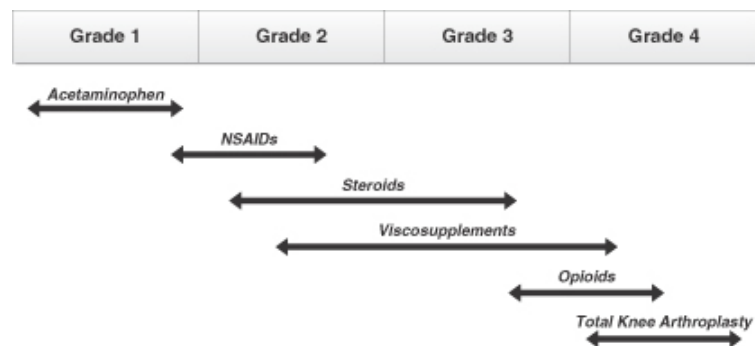 Grade 1 Grade 2 Grade 3 Grade 4
Acetaminophen
NSAIDs
Steroids
Viscosupplements
Opioids
Total Knee Arthroplasty